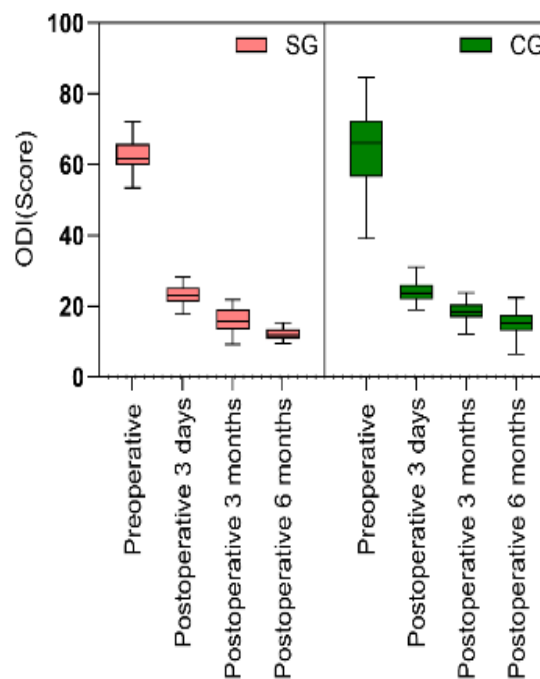 ODI(Score)
100
80
60
40
20
0
SG
CG
Preoperative
Postoperative 3 days
Postoperative 3 months
Postoperative 6 months
Preoperative
Postoperative 3 days
Postoperative 3 months
Postoperative 6 months